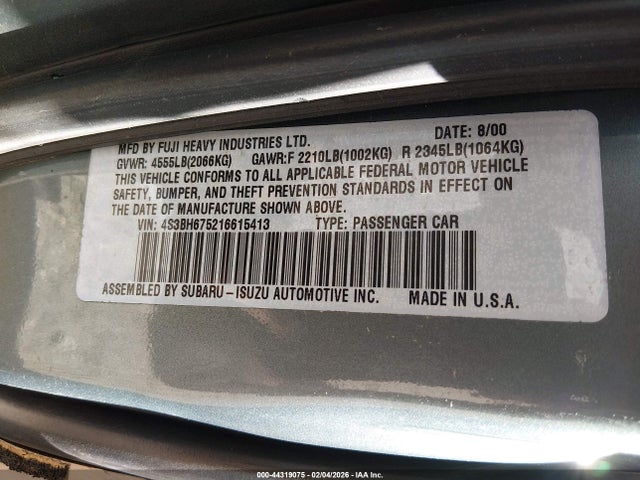 MFD BY FUJI HEAVY INDUSTRIES LTD. DATE: 8/00
GVWR: 4555LB(2066KG) GAWR:F 2210LB(1002KG) R 2345LB(1064KG)
THIS VEHICLE CONFORMS TO ALL APPLICABLE FEDERAL MOTOR VEHICLE
SAFETY, BUMPER, AND THEFT PREVENTION STANDARDS IN EFFECT ON
THE DATE OF MANUFACTURE SHOWN ABOVE.
VIN: 4S3BH675216615413 TYPE: PASSENGER CAR
ASSEMBLED BY SUBARU-ISUZU AUTOMOTIVE INC. MADE IN U.S.A.
000-44319075 - 02/04/2026 - IAA Inc.